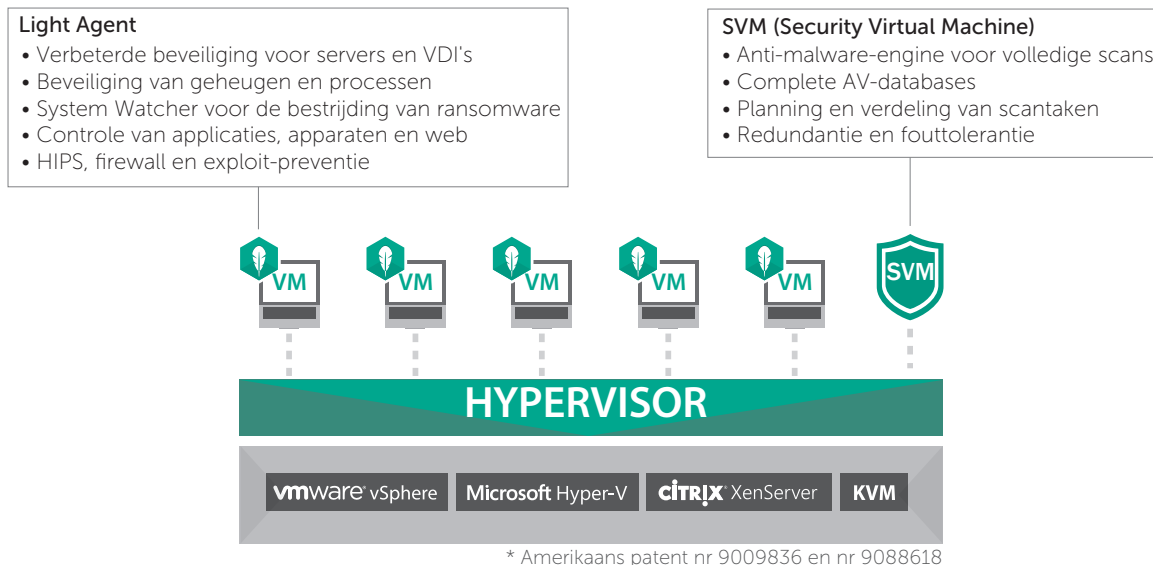 Light Agent
• Verbeterde beveiliging voor servers en VDI's
• Beveiliging van geheugen en processen
• System Watcher voor de bestrijding van ransomware
• Controle van applicaties, apparaten en web
• HIPS, firewall en exploit-preventie
SVM (Security Virtual Machine)
• Anti-malware-engine voor volledige scans
• Complete AV-databases
• Planning en verdeling van scantaken
• Redundantie en fouttolerantie
VM VM VM VM VM SVM
HYPERVISOR
vmware® vSphere Microsoft Hyper-V CİTRIX® XenServer KVM
* Amerikaans patent nr 9009836 en nr 9088618